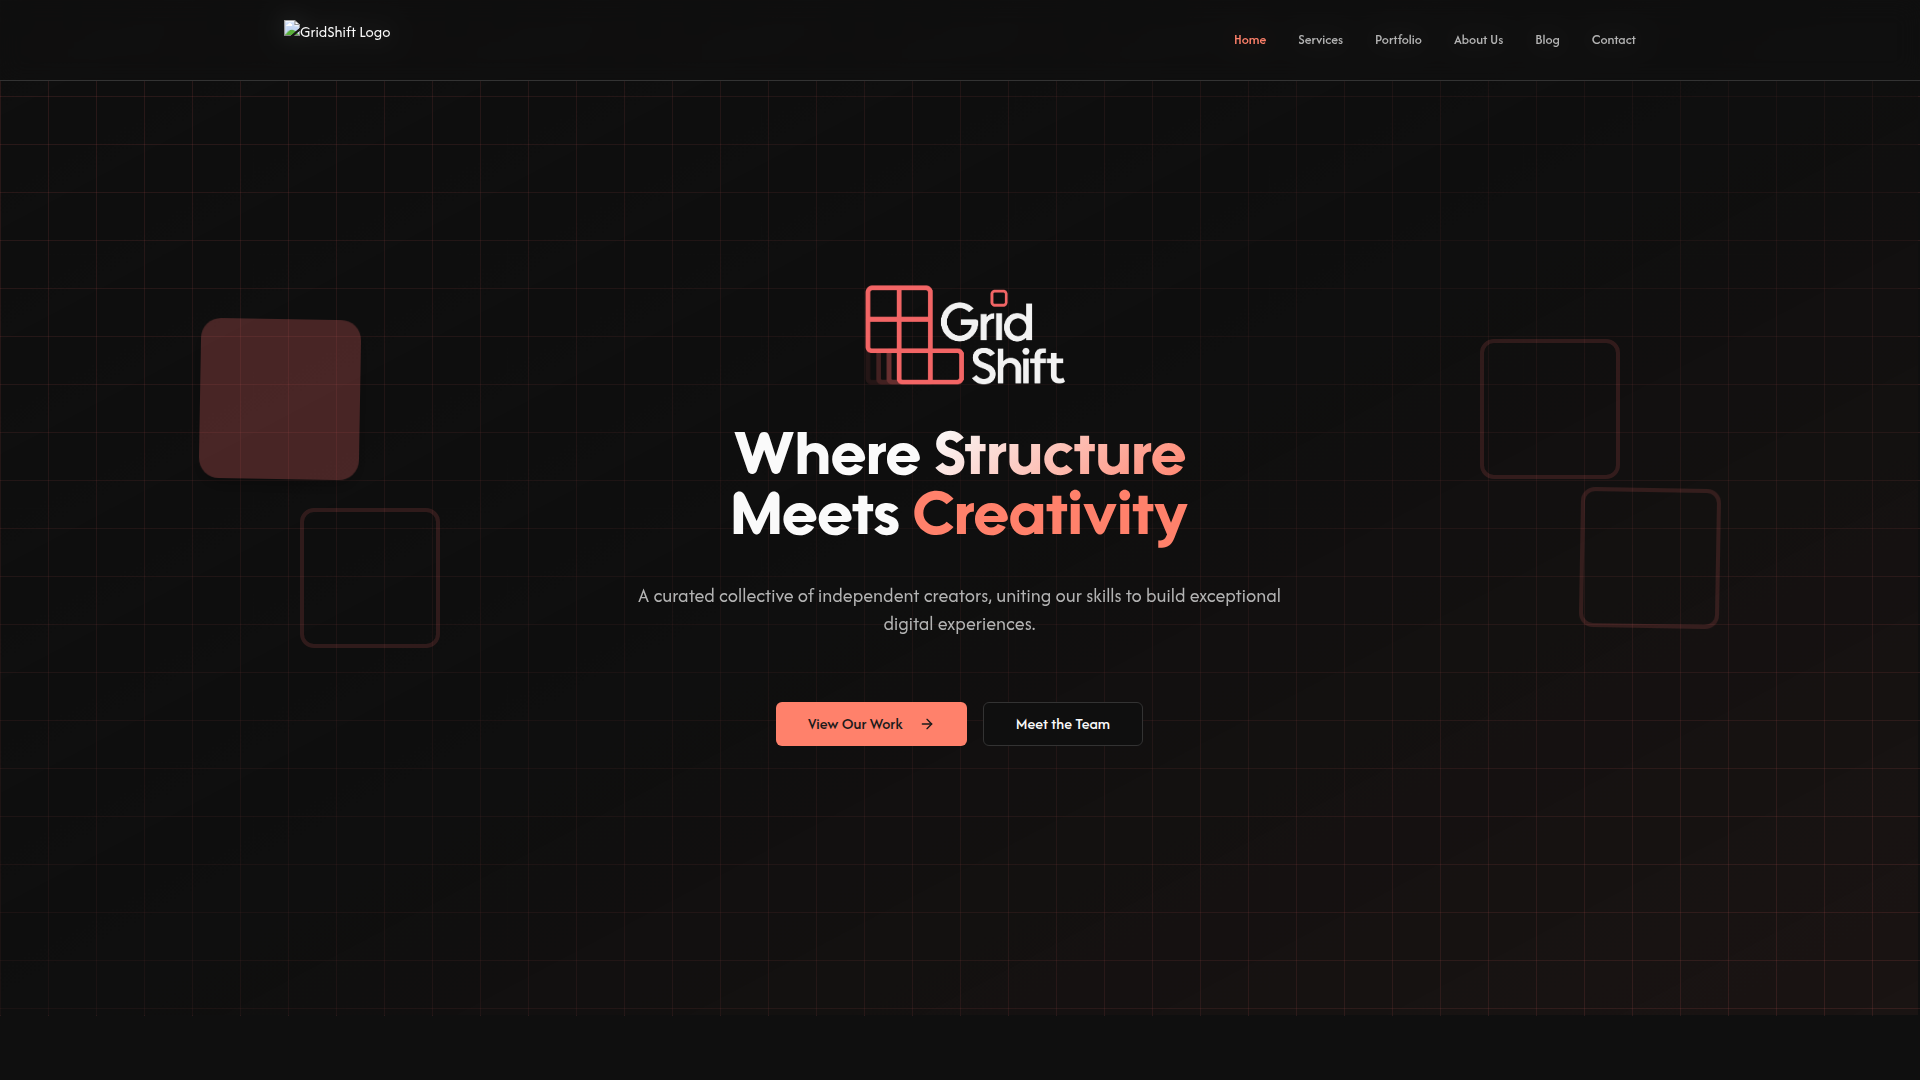 GridShift Logo
Home
Services
Portfolio
About Us
Blog
Contact
Grid
Shift
Where Structure
Meets Creativity
A curated collective of independent creators, uniting our skills to build exceptional
digital experiences.
View Our Work →
Meet the Team